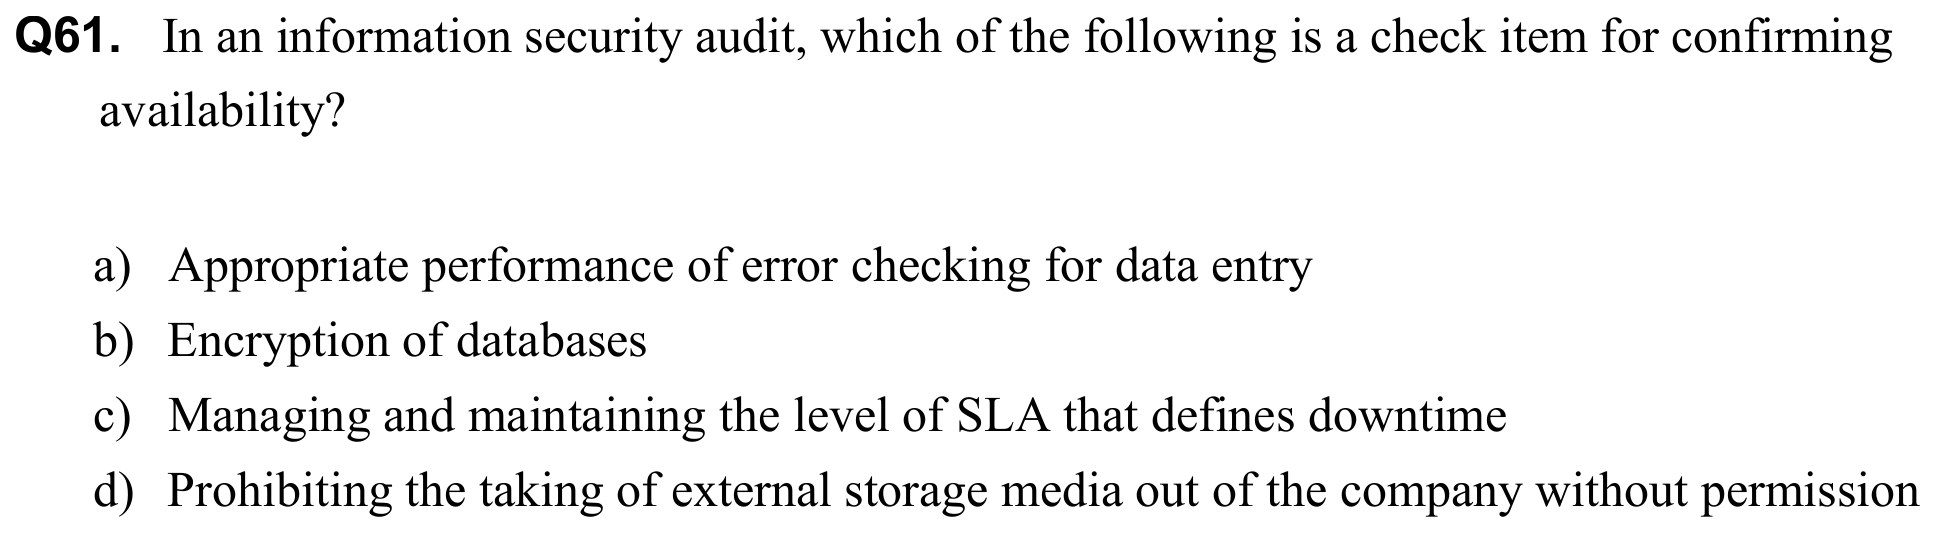 Q61. In an information security audit, which of the following is a check item for confirming
availability?
a) Appropriate performance of error checking for data entry
b) Encryption of databases
c) Managing and maintaining the level of SLA that defines downtime
d) Prohibiting the taking of external storage media out of the company without permission